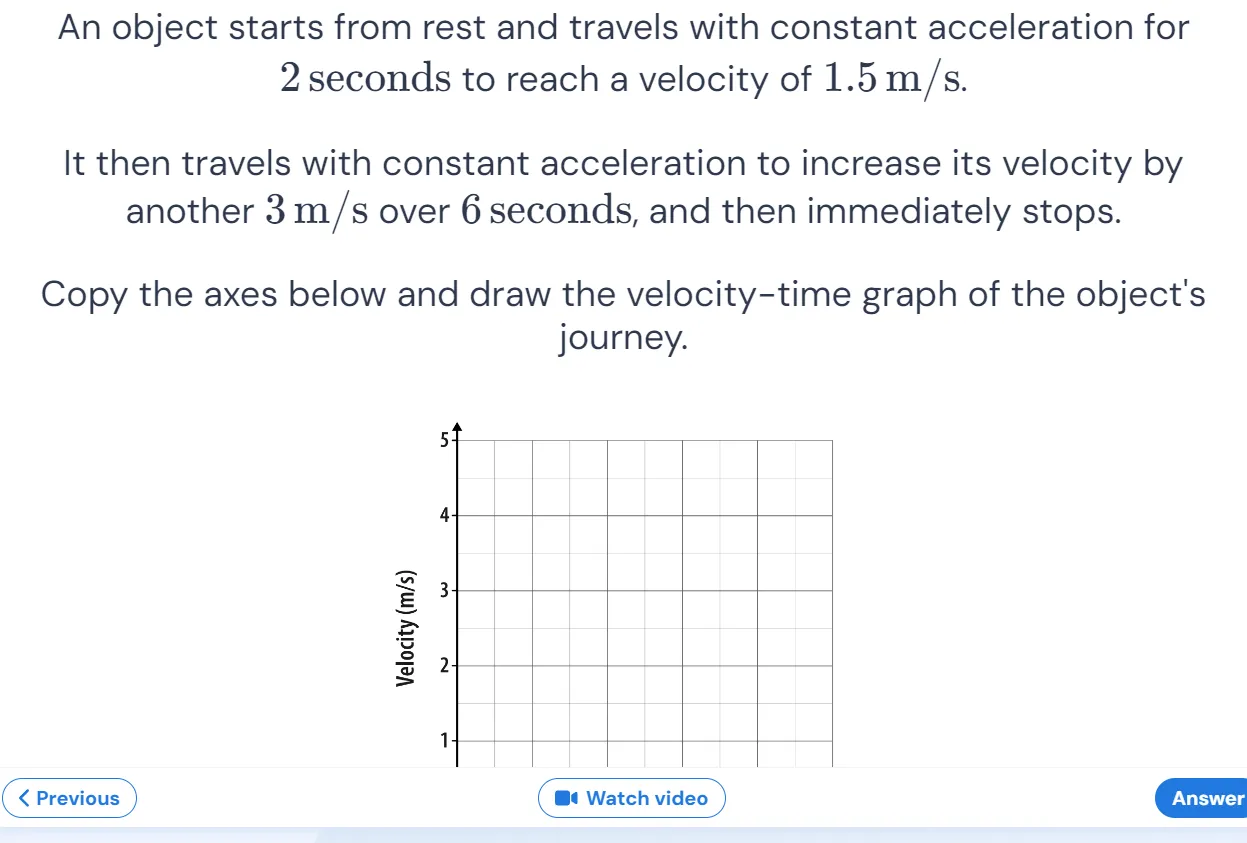 An object starts from rest and travels with constant acceleration for
2 seconds to reach a velocity of 1.5 m/s.
It then travels with constant acceleration to increase its velocity by
another 3 m/s over 6 seconds, and then immediately stops.
Copy the axes below and draw the velocity-time graph of the object's
journey.
5
4
3
2
1
Velocity (m/s)
Previous
Watch video
Answer